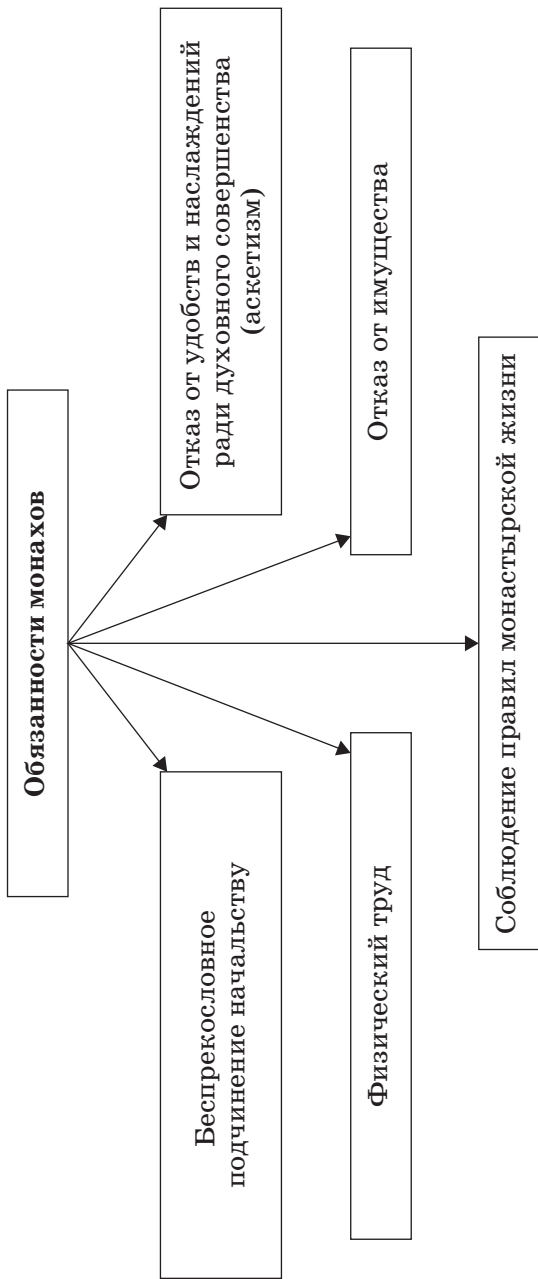 Обязанности монахов
Беспрекословное
подчинение начальству
Отказ от удобств и наслаждений
ради духовного совершенства
(аскетизм)
Физический труд
Отказ от имущества
Соблюдение правил монастырской жизни